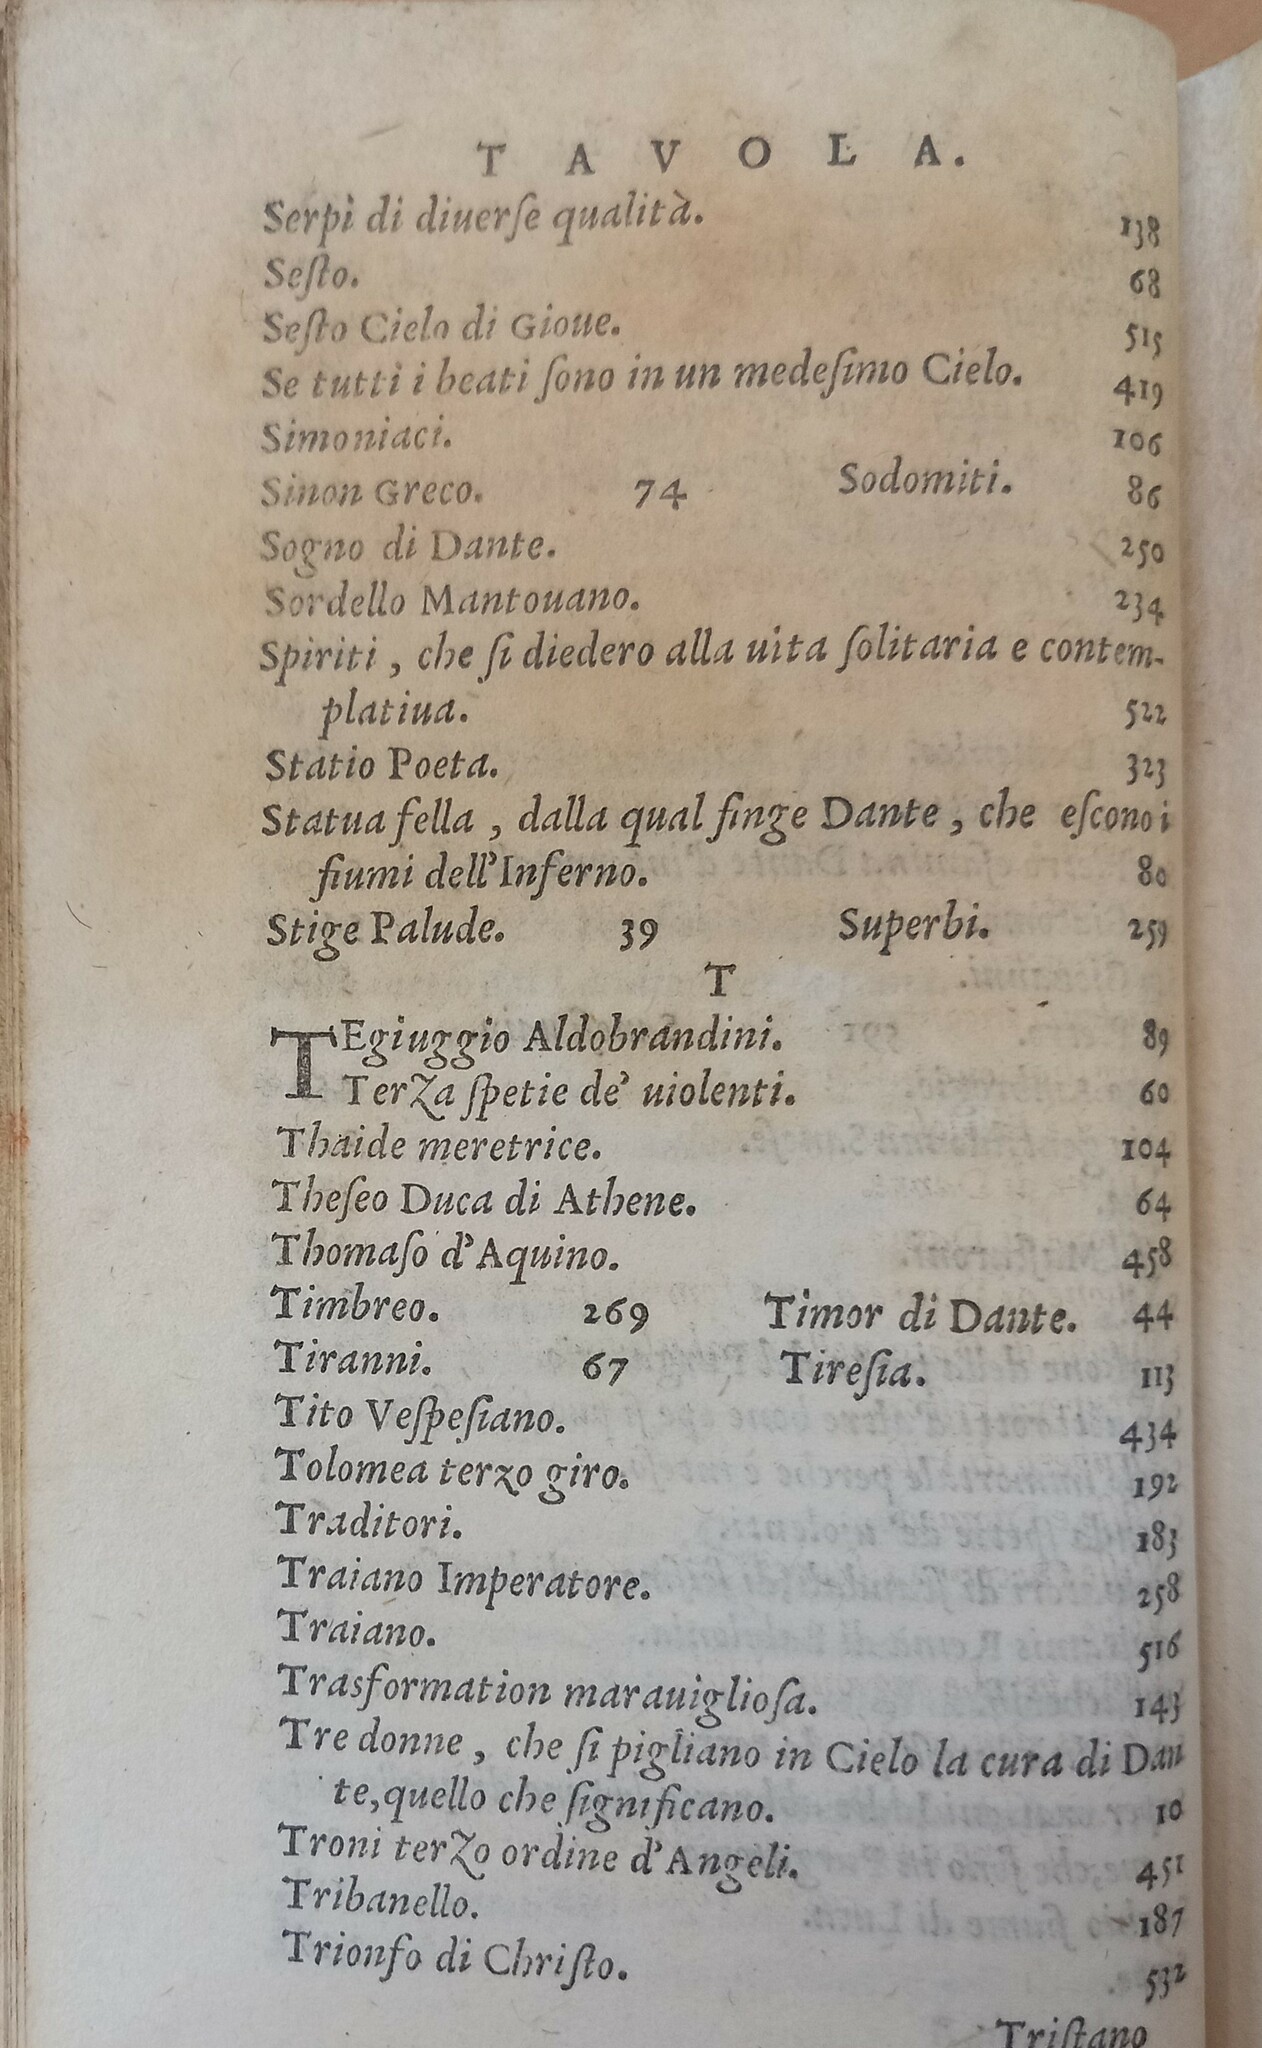 TAVOLA.
Serpi di diuerſe qualità. 138
Seſto. 68
Seſto Cielo di Gioue. 515
Se tutti i beati ſono in un medeſimo Cielo. 419
Simoniaci. 106
Sinon Greco. 74 Sodomiti. 86
Sogno di Dante. 250
Sordello Mantouano. 234
Spiriti, che ſi diedero alla uita ſolitaria e contem-
platiua. 522
Statio Poeta. 323
Statua feſſa, dalla qual finge Dante, che eſcono i
fiumi dell'Inferno. 80
Stige Palude. 39 Superbi. 259
T
TEgiuggio Aldobrandini. 89
Terza ſpetie de' uiolenti. 60
Thaide meretrice. 104
Theſeo Duca di Athene. 64
Thomaſo d'Aquino. 458
Timbreo. 269 Timor di Dante. 44
Tiranni. 67 Tireſia. 113
Tito Veſpeſiano. 434
Tolomea terzo giro. 192
Traditori. 183
Traiano Imperatore. 258
Traiano. 516
Trasformation marauiglioſa. 143
Tre donne, che ſi pigliano in Cielo la cura di Dan
te,quello che ſignificano. 10
Troni terzo ordine d'Angeli. 451
Tribanello. 187
Trionfo di Chriſto. 532
Triſtano